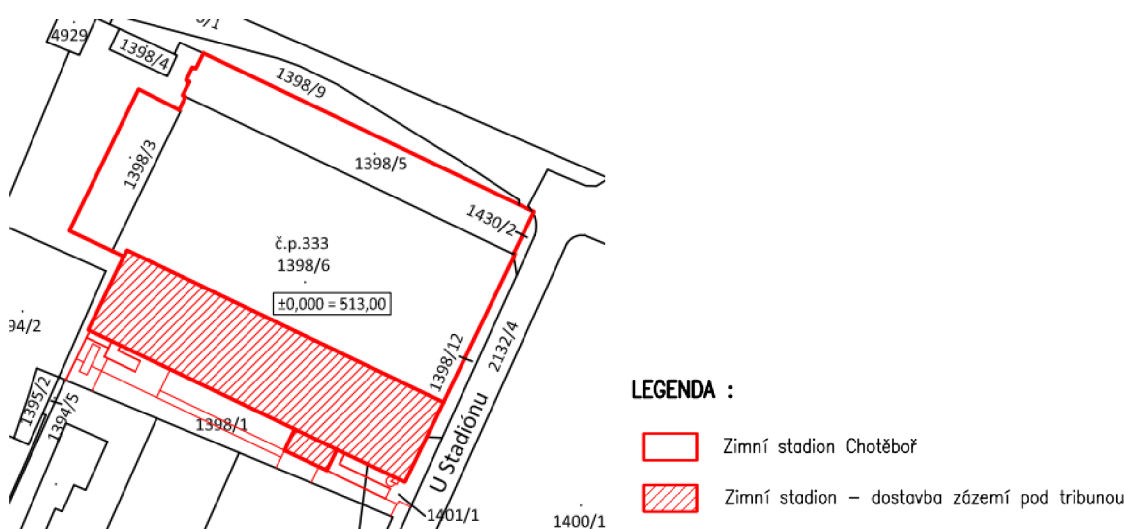 4929
1398/4
1398/9
1398/3
1398/5
1430/2
č.p.333
1398/6
±0,000 = 513,00
94/2
1398/12
2132/4
1395/2
1394/5
1398/1
U Stadiónu
1401/1
1400/1
LEGENDA :
Zimní stadion Chotěboř
Zimní stadion – dostavba zázemí pod tribunou